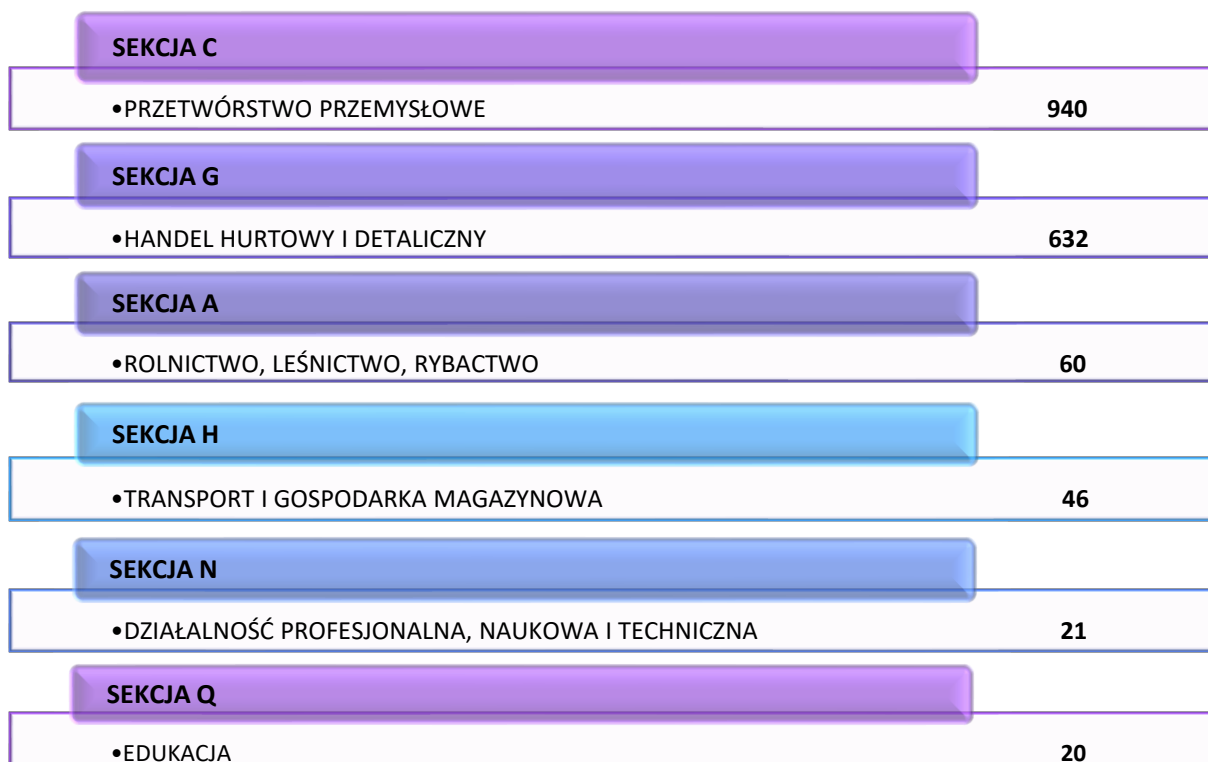 SEKCJA C
•PRZETWÓRSTWO PRZEMYSŁOWE 940
SEKCJA G
•HANDEL HURTOWY I DETALICZNY 632
SEKCJA A
•ROLNICTWO, LEŚNICTWO, RYBACTWO 60
SEKCJA H
•TRANSPORT I GOSPODARKA MAGAZYNOWA 46
SEKCJA N
•DZIAŁALNOŚĆ PROFESJONALNA, NAUKOWA I TECHNICZNA 21
SEKCJA Q
•EDUKACJA 20